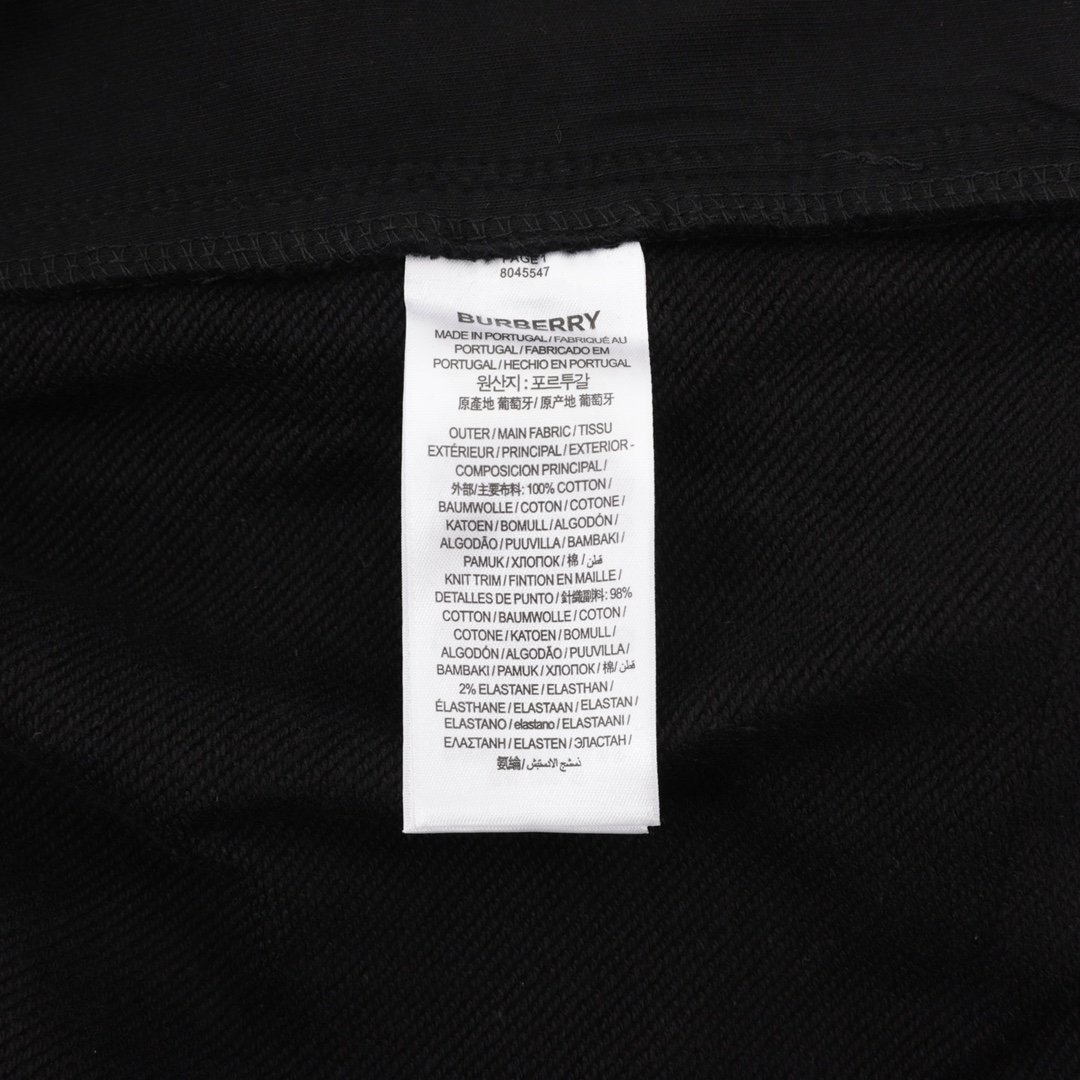 PAGE 1
8045547
BURBERRY
MADE IN PORTUGAL / FABRIQUÉ AU
PORTUGAL / FABRICADO EM
PORTUGAL / HECHO EN PORTUGAL
원산지 : 포르투갈
原產地 葡萄牙 / 原产地 葡萄牙
OUTER / MAIN FABRIC / TISSU
EXTÉRIEUR / PRINCIPAL / EXTERIOR -
COMPOSICION PRINCIPAL /
外部/主要布料: 100% COTTON /
BAUMWOLLE / COTON / COTONE /
KATOEN / BOMULL / ALGODÓN /
ALGODÃO / PUUVILLA / BAMBAKI /
PAMUK / ХЛОПОК / 棉 / قطن
KNIT TRIM / FINTION EN MAILLE /
DETALLES DE PUNTO / 針織副料: 98%
COTTON / BAUMWOLLE / COTON /
COTONE / KATOEN / BOMULL /
ALGODÓN / ALGODÃO / PUUVILLA /
BAMBAKI / PAMUK / ХЛОПОК / 棉/ قطن
2% ELASTANE / ELASTHAN /
ÉLASTHANE / ELASTAAN / ELASTAN /
ELASTANO / elastano / ELASTAANI /
ΕΛΑΣΤΑΝΗ / ELASTEN / ЭЛАСТАН /
氨綸 /